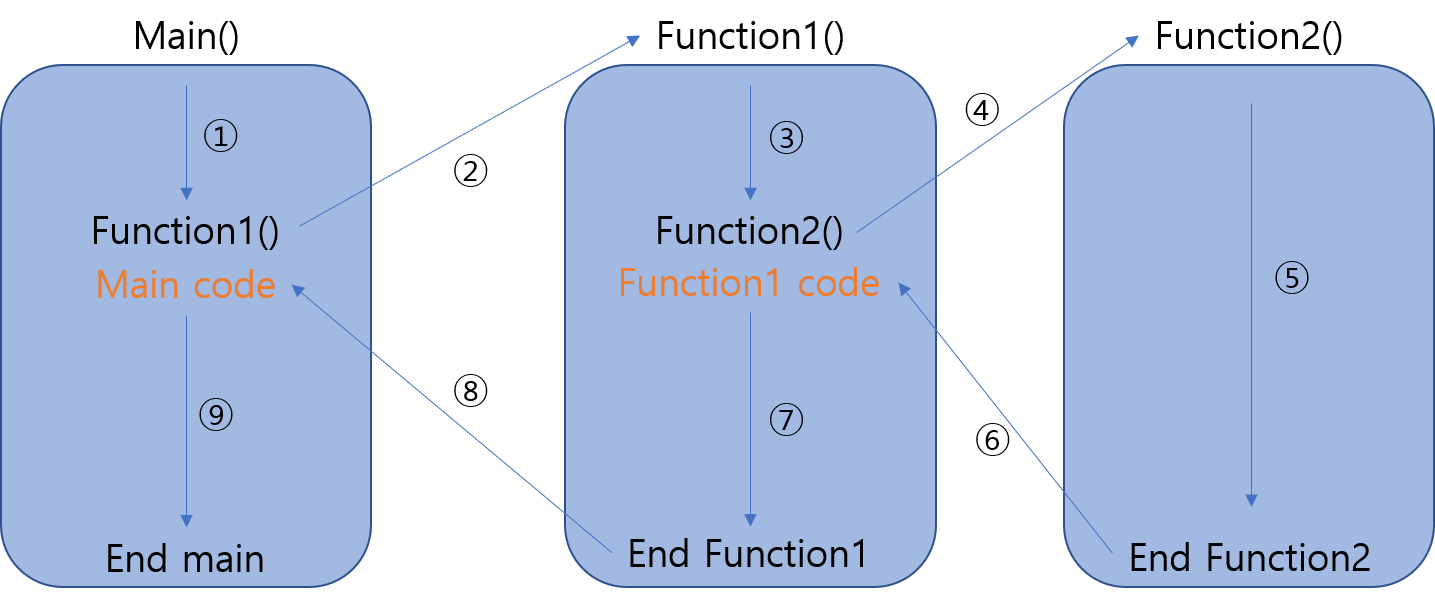 Main()
①
Function1()
Main code
⑨
End main
②
⑧
Function1()
③
Function2()
Function1 code
⑦
End Function1
④
⑥
Function2()
⑤
End Function2